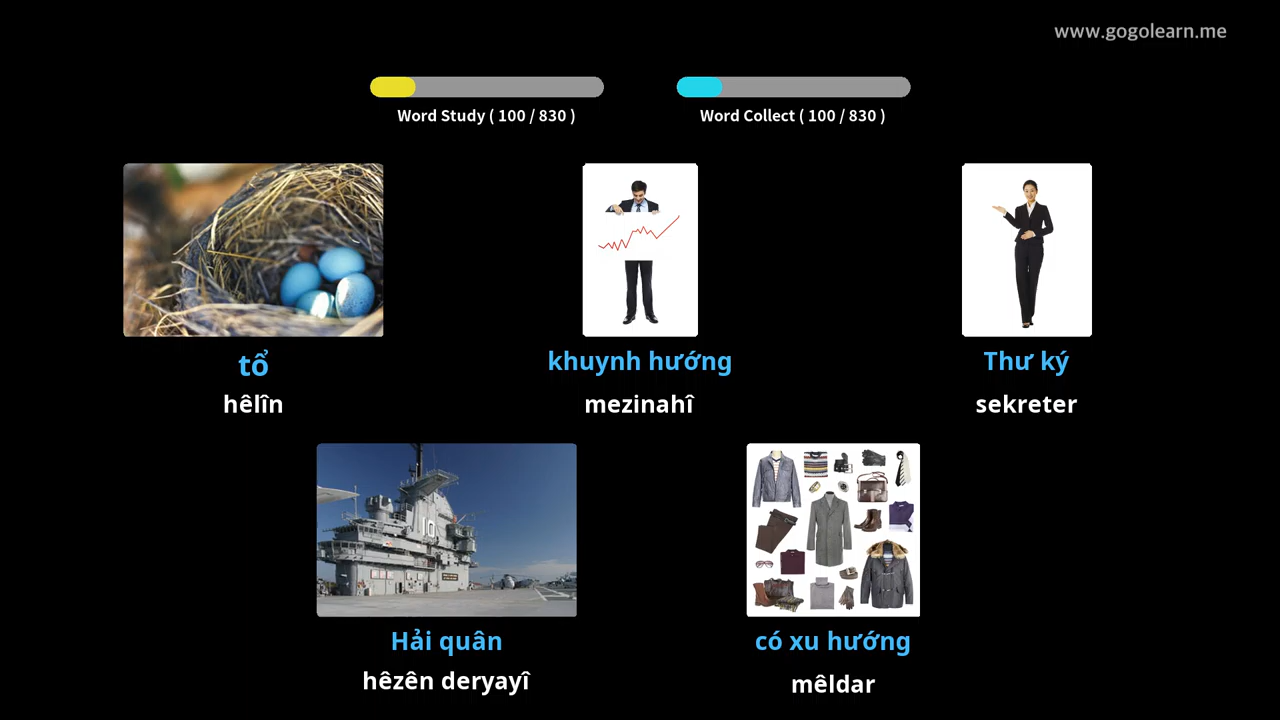 www.gogolearn.me
Word Study ( 100 / 830 )
Word Collect ( 100 / 830 )
tổ
hêlîn
khuynh hướng
mezinahî
Thư ký
sekreter
10
Hải quân
hêzên deryayî
có xu hướng
mêldar